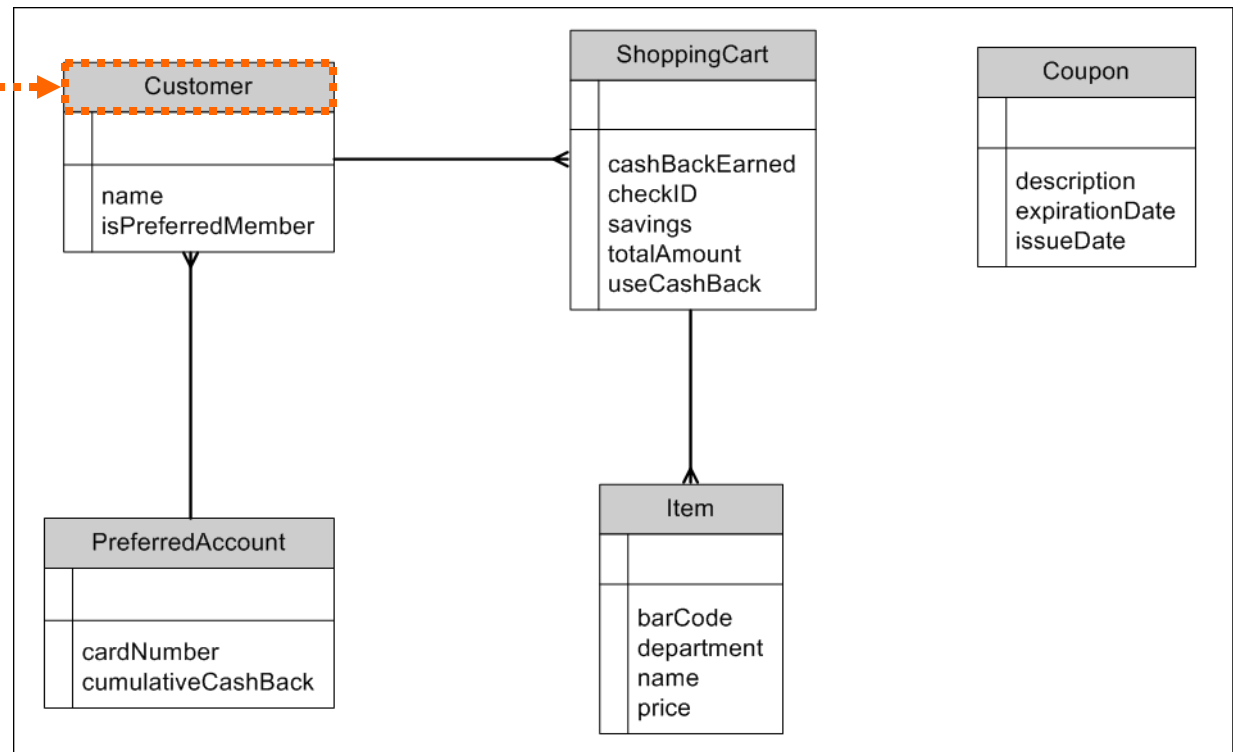 Customer
name
isPreferredMember
ShoppingCart
cashBackEarned
checkID
savings
totalAmount
useCashBack
Coupon
description
expirationDate
issueDate
PreferredAccount
cardNumber
cumulativeCashBack
Item
barCode
department
name
price